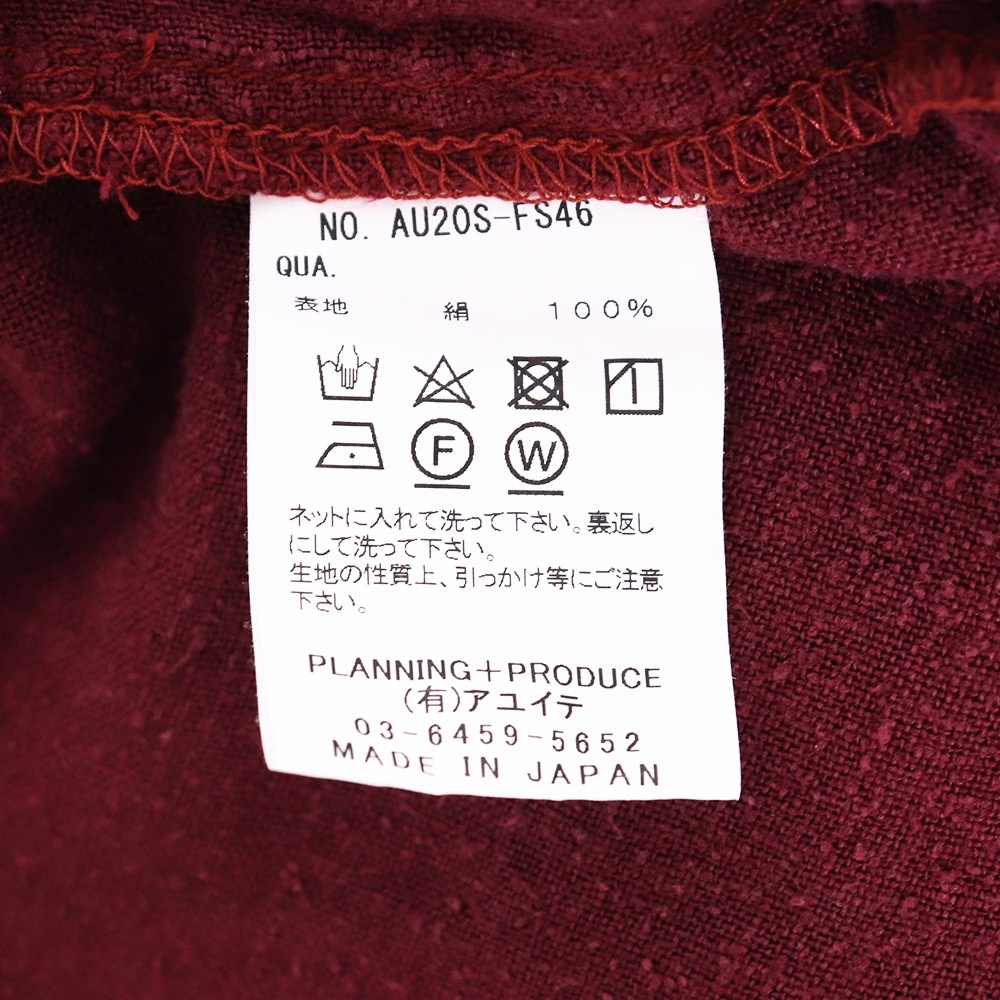 NO. AU20S-FS46
QUA.
表地 絹 100%
F W
ネットに入れて洗って下さい。裏返し
にして洗って下さい。
生地の性質上、引っかけ等にご注意
下さい。
PLANNING+PRODUCE
(有)アユイテ
03-6459-5652
MADE IN JAPAN